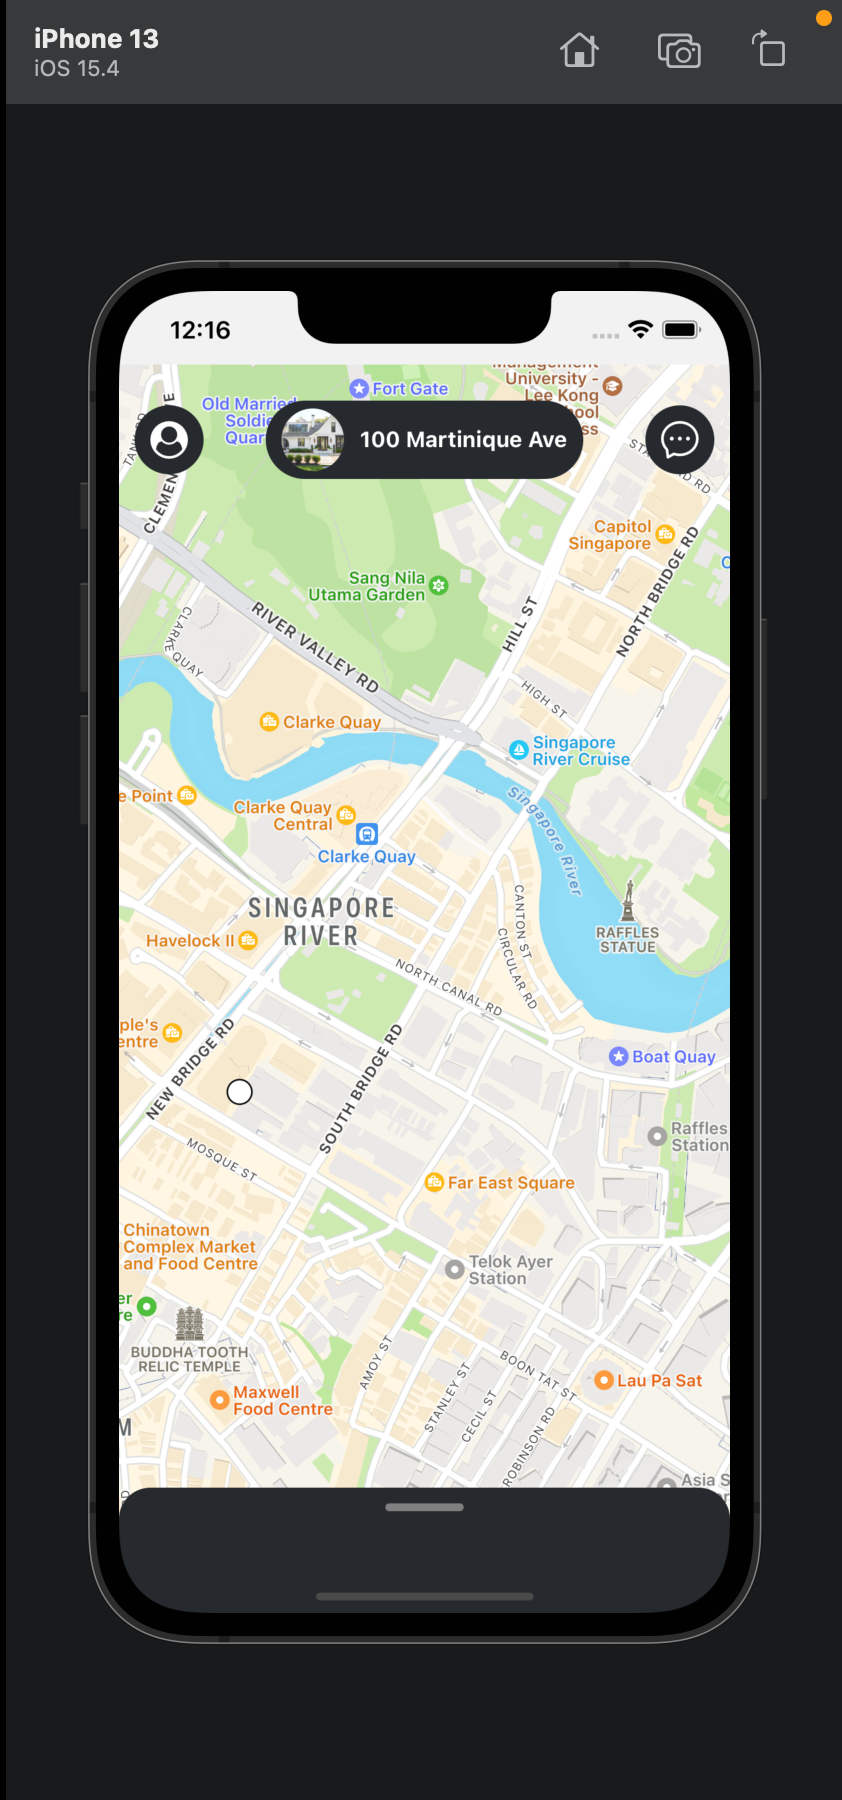 iPhone 13
iOS 15.4
12:16
Management
University -
Lee Kong
Fort Gate
Old Married
100 Martinique Ave
Capitol
Singapore
NORTH BRIDGE RD
Sang Nila
Utama Garden
HILL ST
RIVER VALLEY RD
CLARKE QUAY
HIGH ST
Clarke Quay
Singapore
River Cruise
e Point
Clarke Quay
Central
Clarke Quay
Singapore River
SINGAPORE
RIVER
CANTON ST
RAFFLES
STATUE
Havelock II
CIRCULAR RD
NORTH CANAL RD
ple's
entre
NEW BRIDGE RD
SOUTH BRIDGE RD
Boat Quay
Raffles
Station
MOSQUE ST
Far East Square
Chinatown
Complex Market
and Food Centre
Telok Ayer
Station
er
re
BUDDHA TOOTH
RELIC TEMPLE
AMOY ST
BOON TAT ST
Lau Pa Sat
Maxwell
Food Centre
STANLEY ST
CECIL ST
ROBINSON RD
M
Asia S